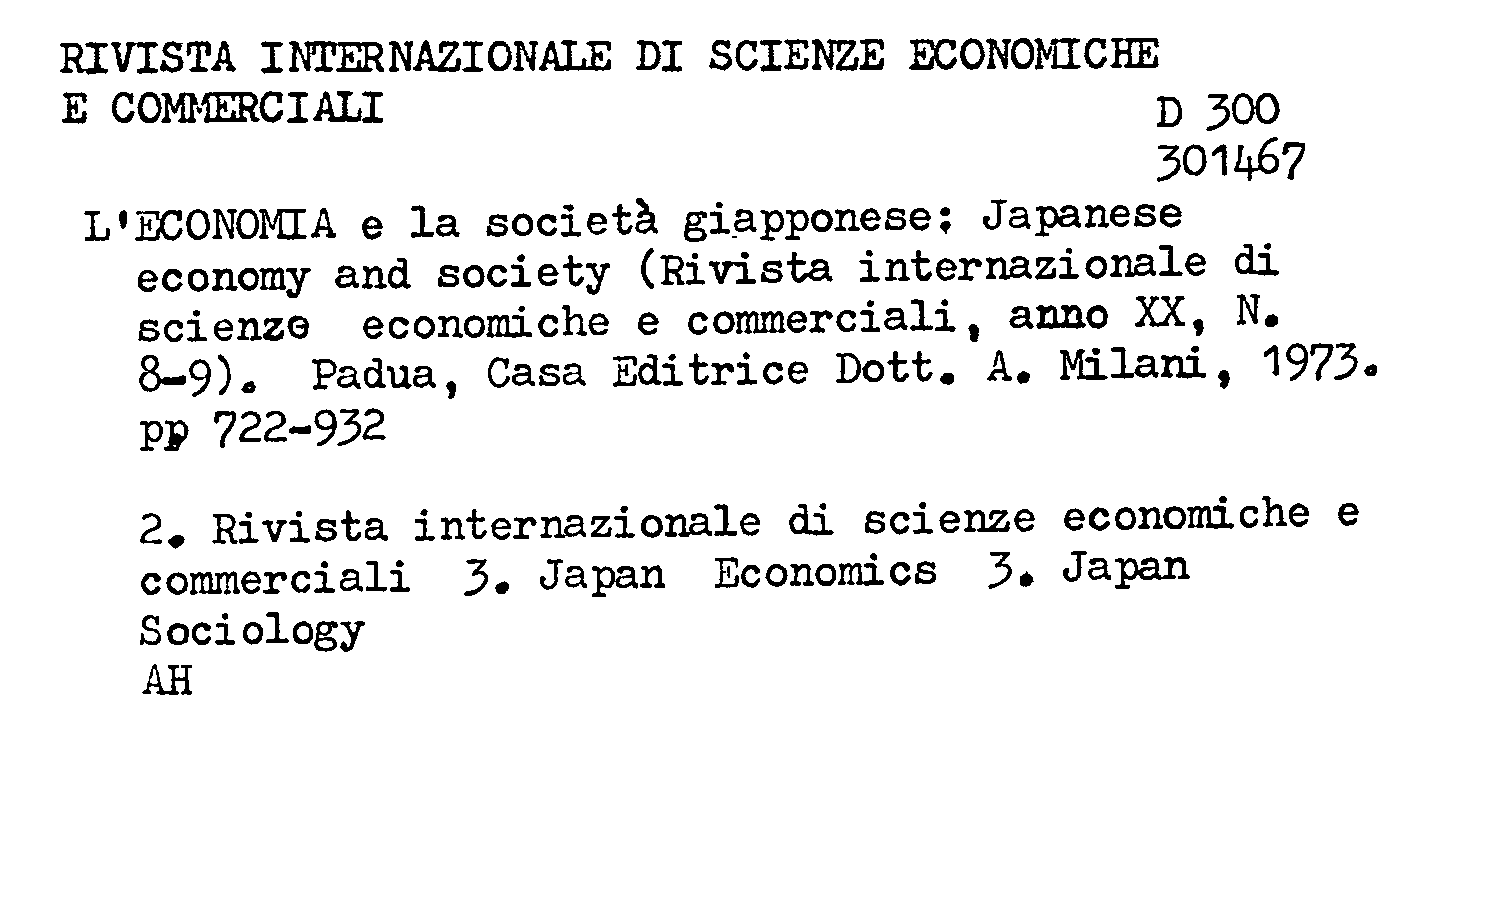 RIVISTA INTERNAZIONALE DI SCIENZE ECONOMICHE
E COMMERCIALI
D 300
301467
L'ECONOMIA e la società giapponese: Japanese
economy and society (Rivista internazionale di
scienze economiche e commerciali, anno XX, N.
8-9). Padua, Casa Editrice Dott. A. Milani, 1973.
pp 722-932
2. Rivista internazionale di scienze economiche e
commerciali 3. Japan Economics 3. Japan
Sociology
AH